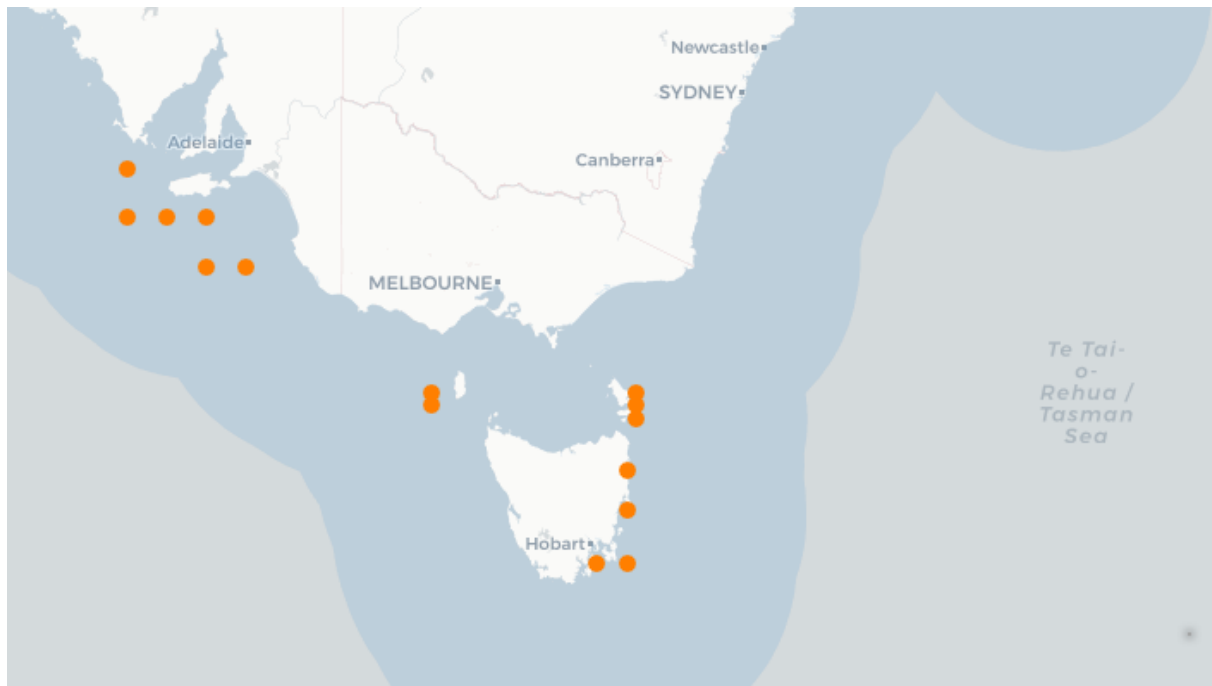 Newcastle
SYDNEY
Adelaide
Canberra
MELBOURNE
Te Tai-
o-
Rehua /
Tasman
Sea
Hobart